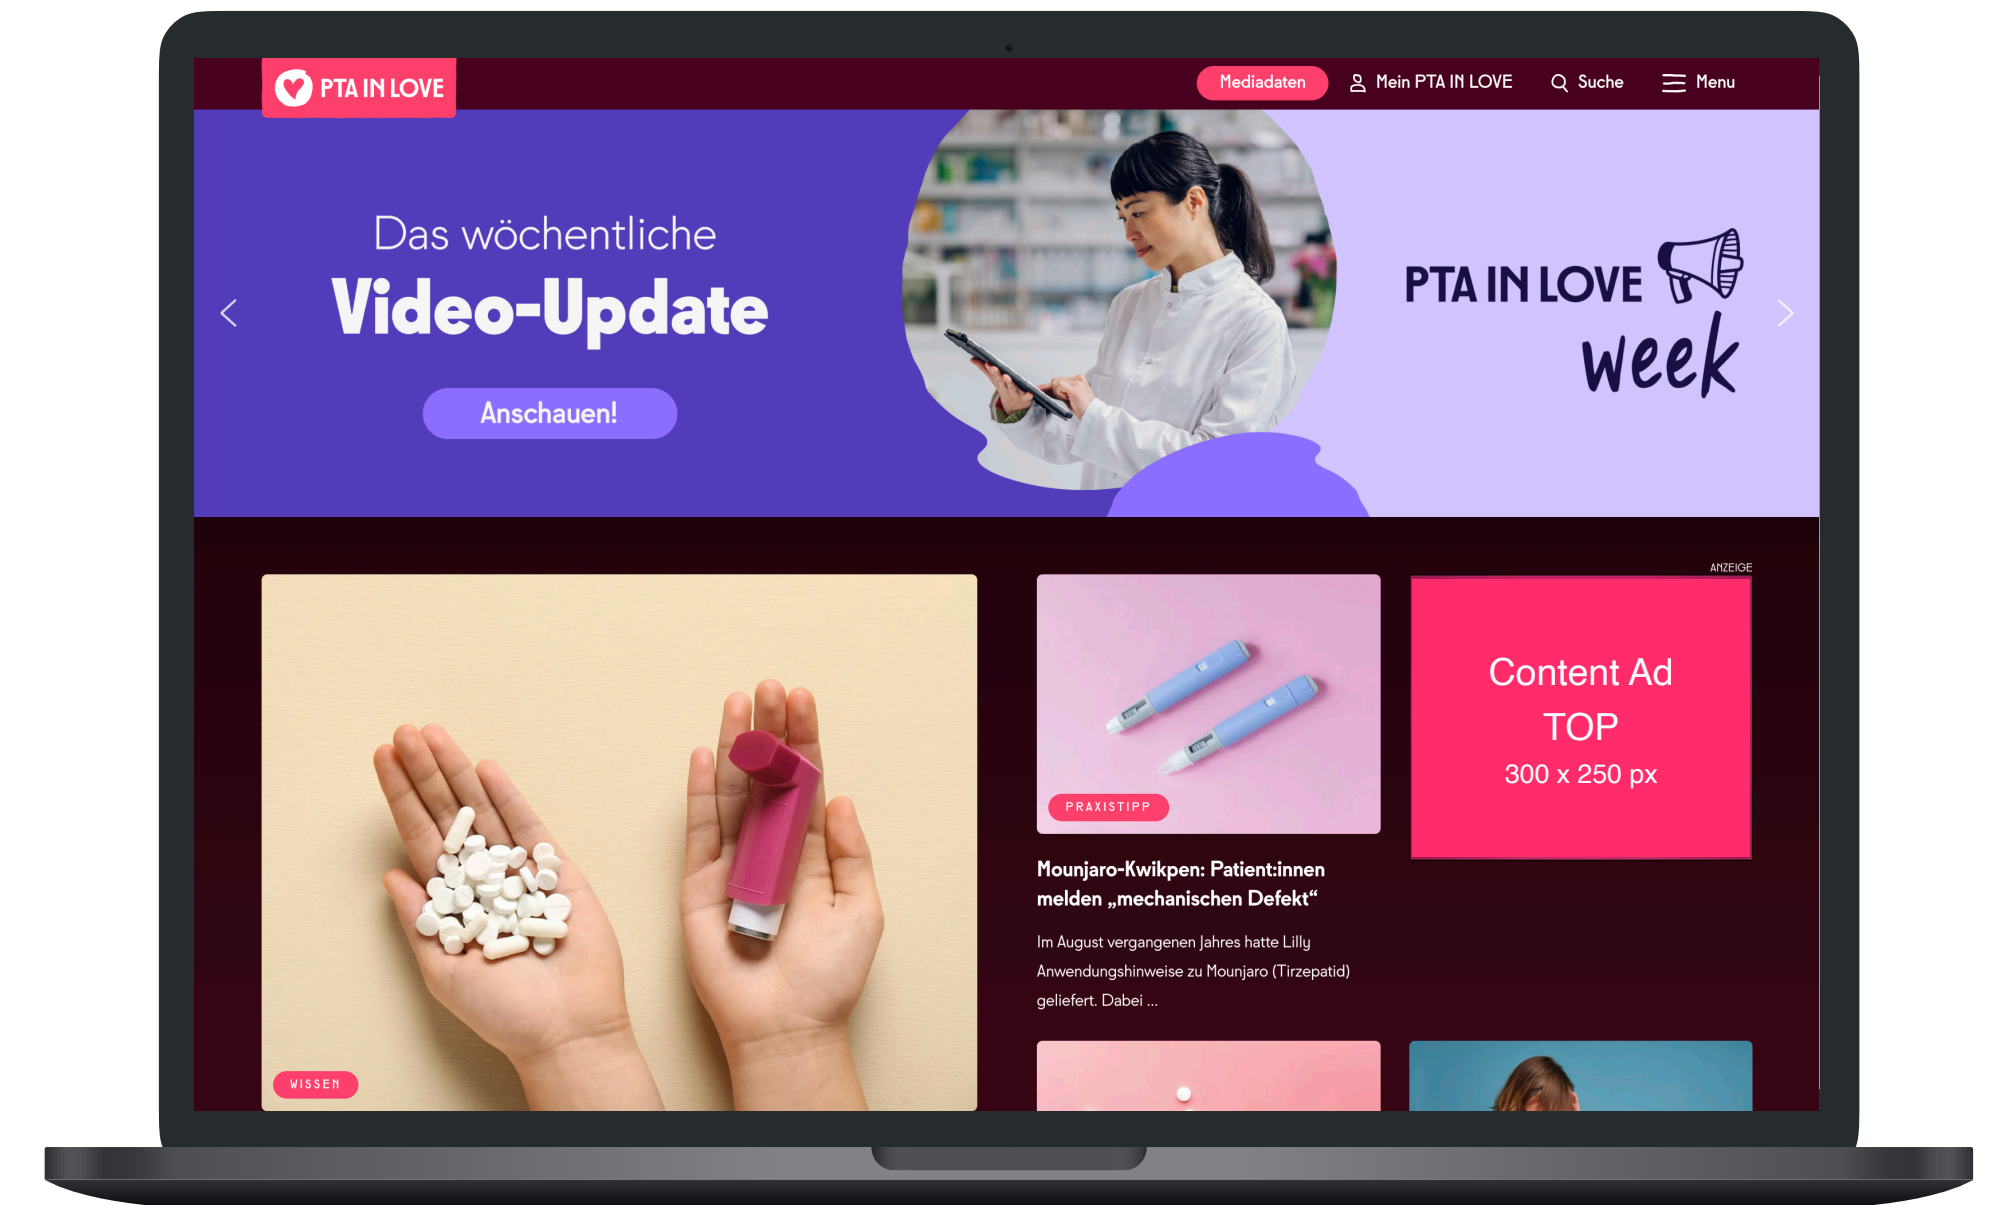 PTA IN LOVE
Mediadaten
Mein PTA IN LOVE
Suche
Menu
Das wöchentliche
Video-Update
Anschauen!
PTA IN LOVE
week
WISSEN
PRAXISTIPP
Mounjaro-Kwikpen: Patient:innen
melden „mechanischen Defekt“
Im August vergangenen Jahres hatte Lilly
Anwendungshinweise zu Mounjaro (Tirzepatid)
geliefert. Dabei ...
ANZEIGE
Content Ad
TOP
300 x 250 px